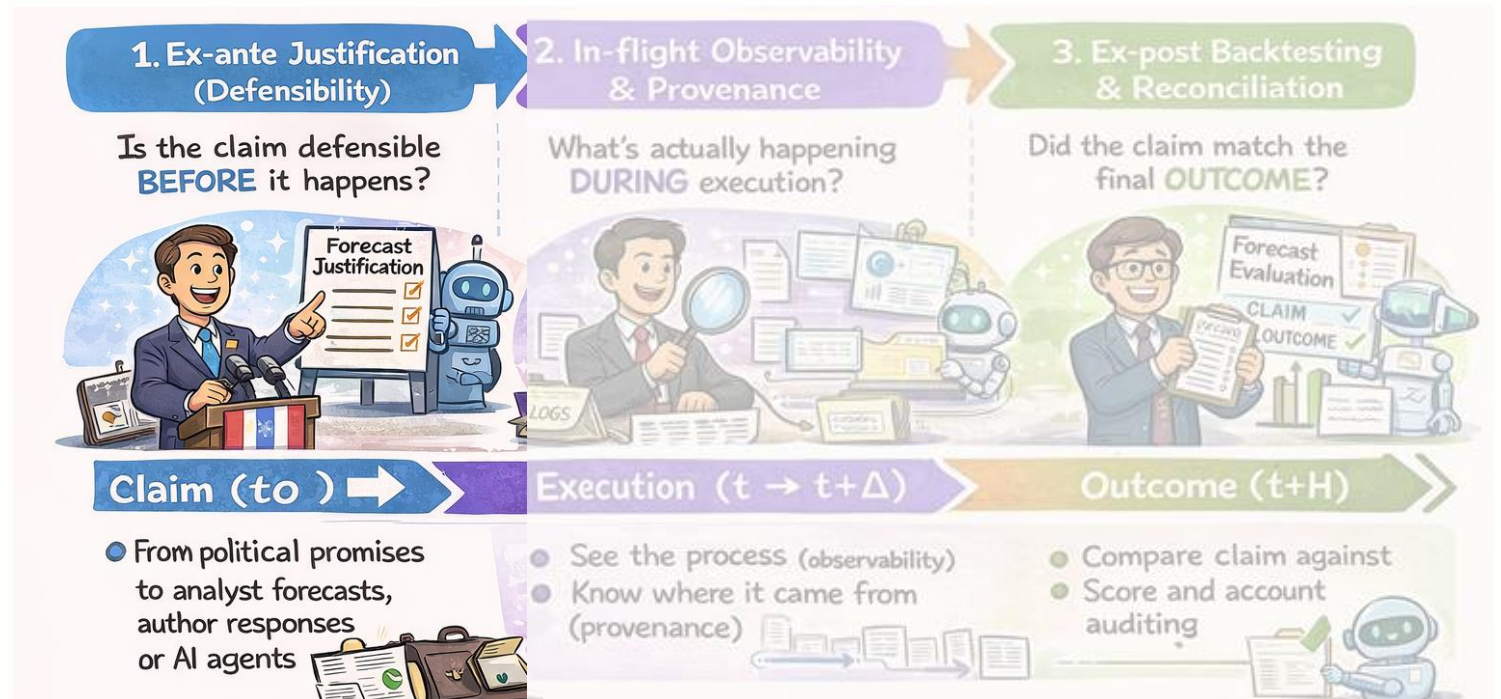 1. Ex-ante Justification
(Defensibility)
Is the claim defensible
BEFORE it happens?
Forecast
Justification
Claim (to )
From political promises
to analyst forecasts,
author responses
or AI agents
2. In-flight Observability
& Provenance
What's actually happening
DURING execution?
LOGS
Execution (t → t+Δ)
See the process (observability)
Know where it came from
(provenance)
3. Ex-post Backtesting
& Reconciliation
Did the claim match the
final OUTCOME?
Forecast
Evaluation
CLAIM
OUTCOME
Outcome (t+H)
Compare claim against
Score and account
auditing